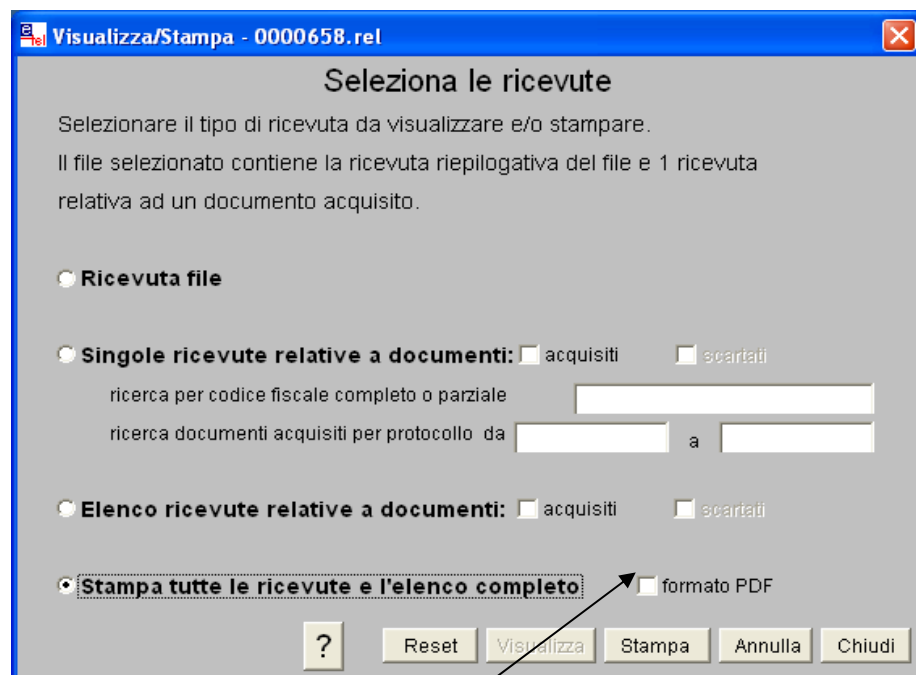 e tel Visualizza/Stampa - 0000658.rel
Seleziona le ricevute
Selezionare il tipo di ricevuta da visualizzare e/o stampare.
Il file selezionato contiene la ricevuta riepilogativa del file e 1 ricevuta
relativa ad un documento acquisito.
Ricevuta file
Singole ricevute relative a documenti: acquisiti scartati
ricerca per codice fiscale completo o parziale
ricerca documenti acquisiti per protocollo da a
Elenco ricevute relative a documenti: acquisiti scartati
Stampa tutte le ricevute e l'elenco completo formato PDF
? Reset Visualizza Stampa Annulla Chiudi